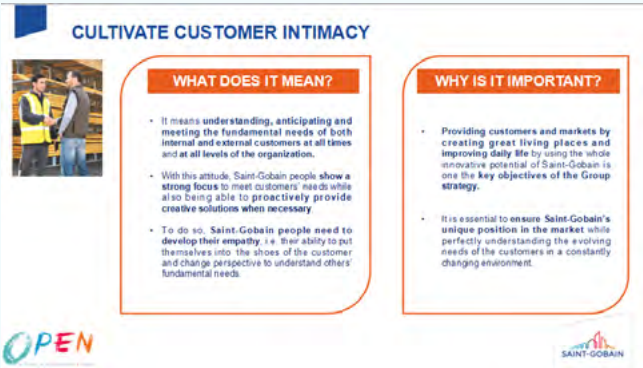 CULTIVATE CUSTOMER INTIMACY
WHAT DOES IT MEAN?
• It means understanding, anticipating and
meeting the fundamental needs of both
internal and external customers at all times
and at all levels of the organization.
• With this attitude, Saint-Gobain people show a
strong focus to meet customers' needs while
also being able to proactively provide
creative solutions when necessary.
• To do so, Saint-Gobain people need to
develop their empathy, i.e. their ability to put
themselves into the shoes of the customer
and change perspective to understand others'
fundamental needs.
WHY IS IT IMPORTANT?
• Providing customers and markets by
creating great living places and
improving daily life by using the whole
innovative potential of Saint-Gobain is
one the key objectives of the Group
strategy.
• It is essential to ensure Saint-Gobain's
unique position in the market while
perfectly understanding the evolving
needs of the customers in a constantly
changing environment.
OPEN
SAINT-GOBAIN